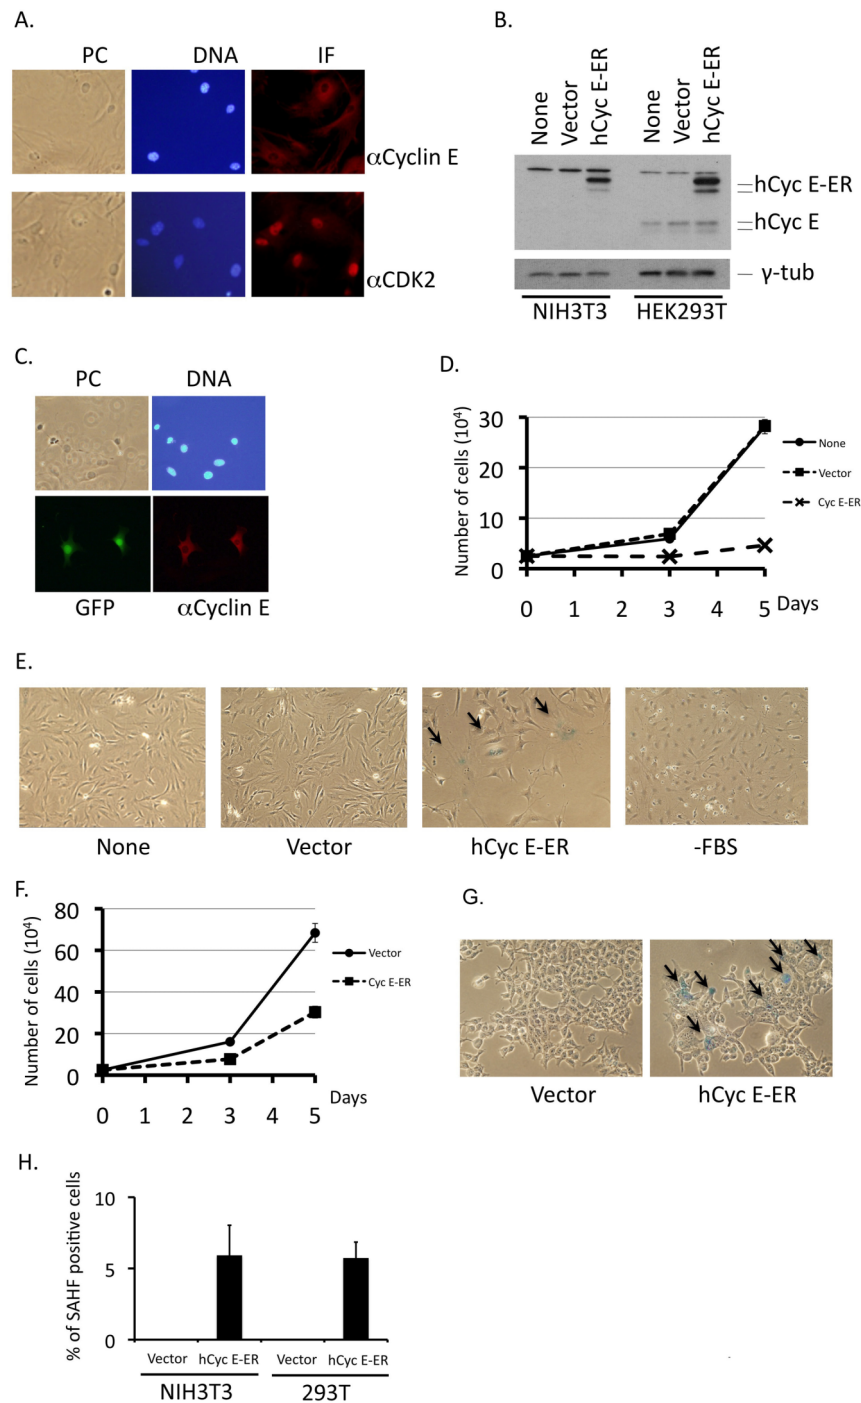 A.
PC DNA IF
αCyclin E
αCDK2
B.
None Vector hCyc E-ER None Vector hCyc E-ER
hCyc E-ER
hCyc E
γ-tub
NIH3T3 HEK293T
C.
PC DNA
GFP αCyclin E
D.
Number of cells (10⁴)
30
20
10
0
0 1 2 3 4 5 Days
None
Vector
Cyc E-ER
E.
None Vector hCyc E-ER -FBS
F.
Number of cells (10⁴)
80
60
40
20
0
0 1 2 3 4 5 Days
Vector
Cyc E-ER
G.
Vector hCyc E-ER
H.
% of SAHF positive cells
10
5
0
Vector hCyc E-ER Vector hCyc E-ER
NIH3T3 293T